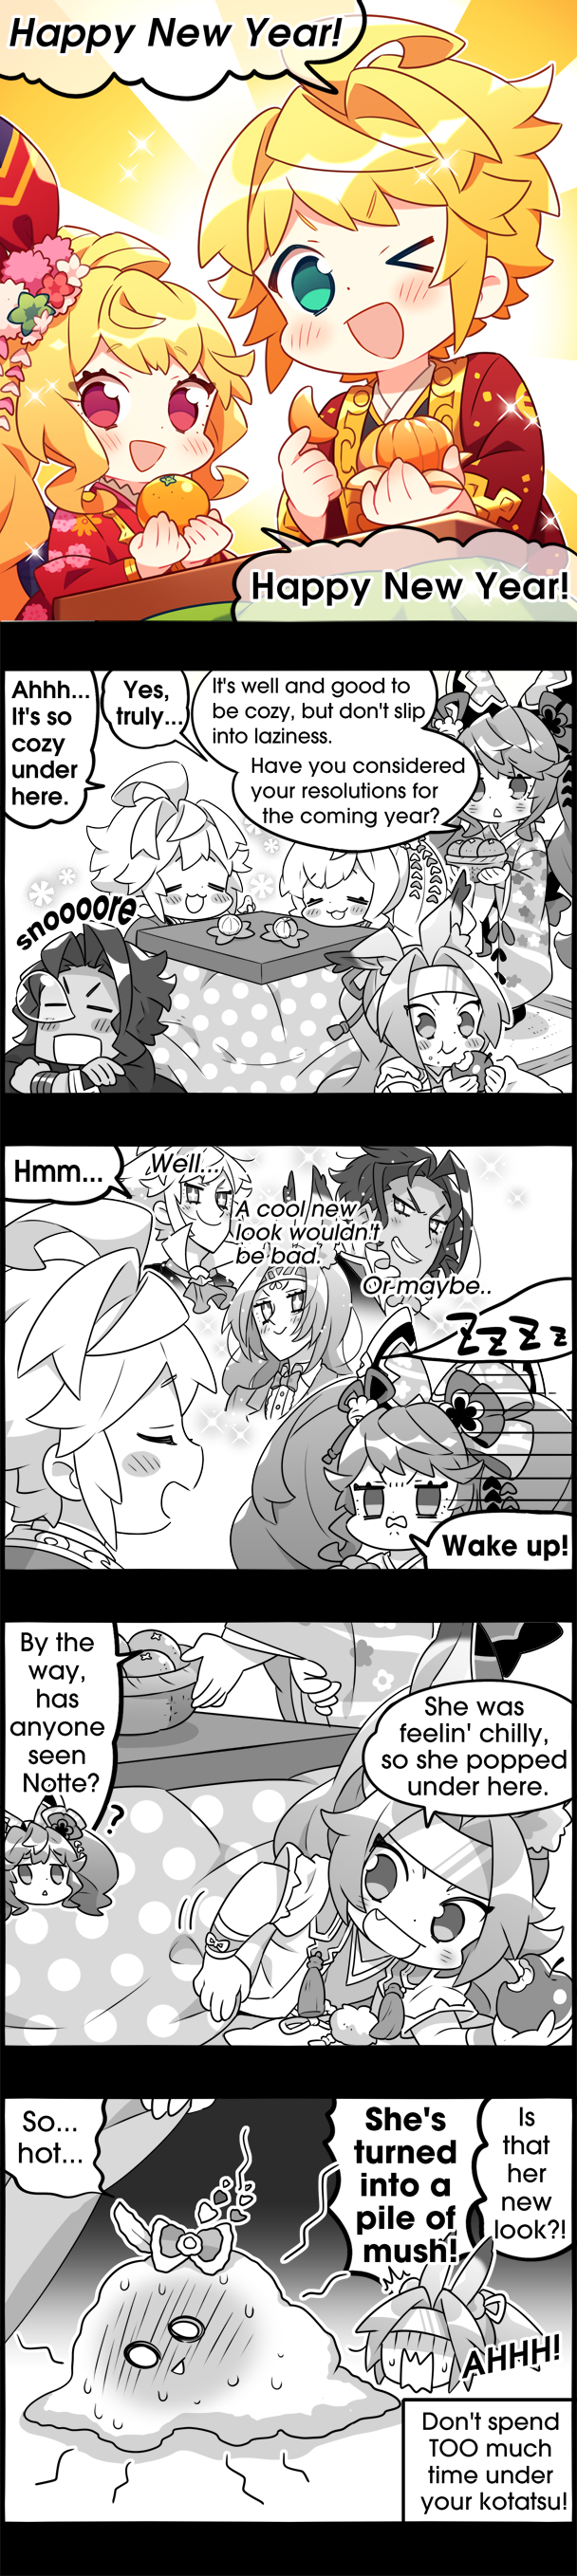 Happy New Year!
Happy New Year!
Ahhh...
It's so
cozy
under
here.
Yes,
truly...
It's well and good to
be cozy, but don't slip
into laziness.
Have you considered
your resolutions for
the coming year?
snoooore
Hmm...
Well...
A cool new
look wouldn't
be bad.
Or maybe..
Zzzz
Wake up!
By the
way,
has
anyone
seen
Notte?
?
She was
feelin' chilly,
so she popped
under here.
So...
hot...
She's
turned
into a
pile of
mush!
Is
that
her
new
look?!
AHHH!
Don't spend
TOO much
time under
your kotatsu!